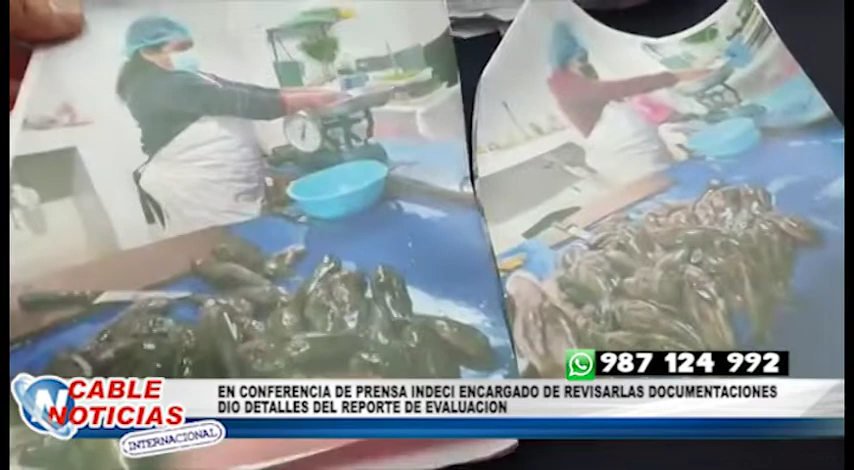 987 124 992
EN CONFERENCIA DE PRENSA INDECI ENCARGADO DE REVISARLAS DOCUMENTACIONES
DIO DETALLES DEL REPORTE DE EVALUACION
N CABLE
NOTICIAS
INTERNACIONAL